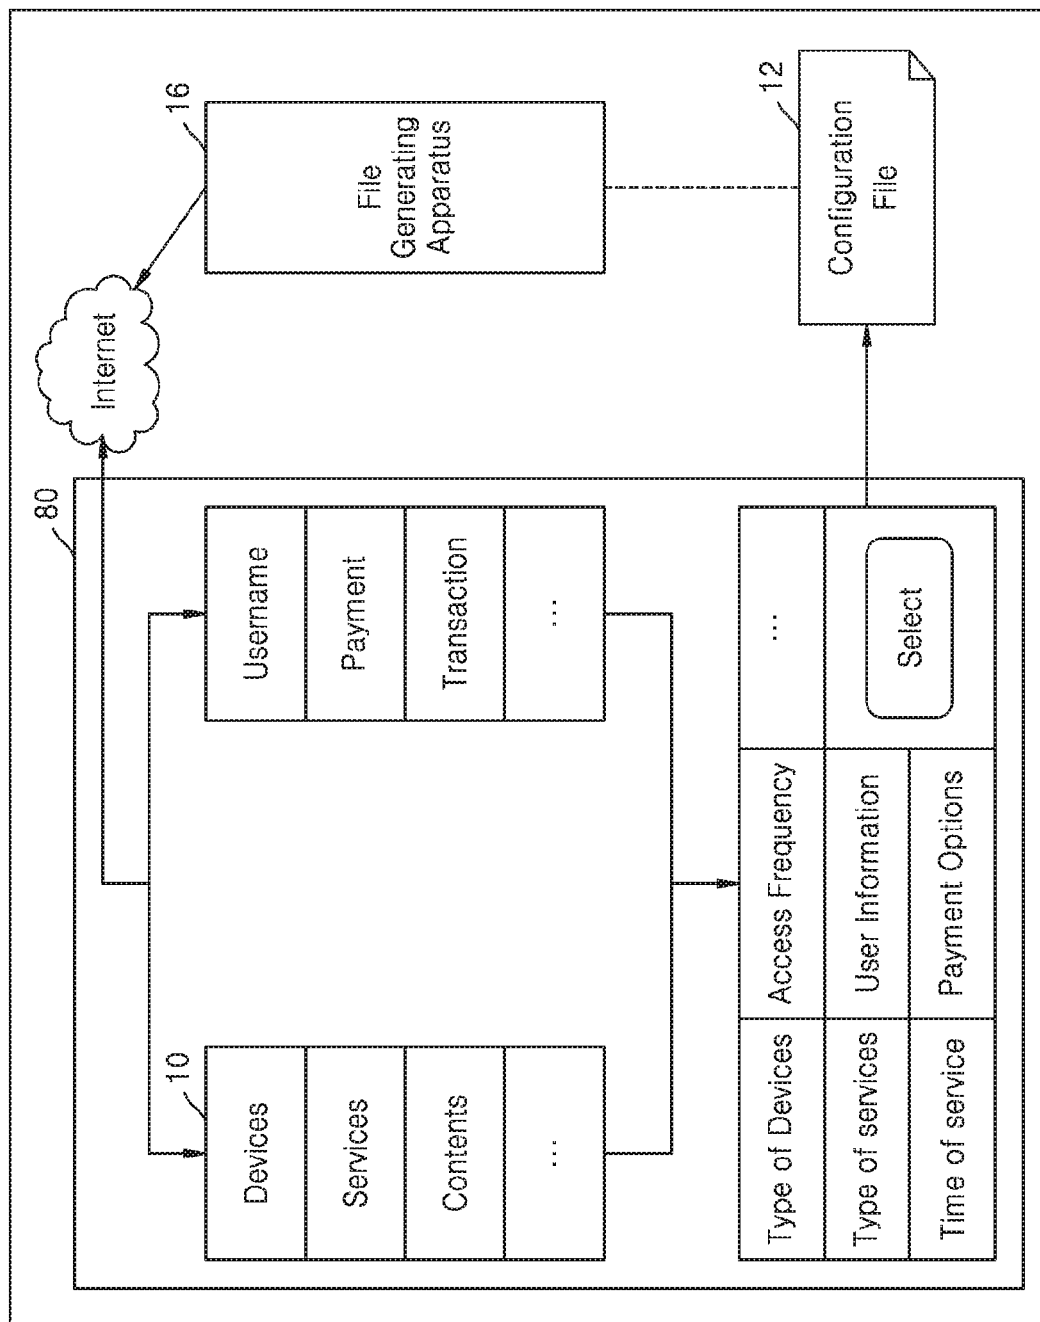 80
Internet
16
File
Generating
Apparatus
12
Configuration
File
10
Devices
Services
Contents
...
Username
Payment
Transaction
...
Type of Devices
Access Frequency
...
Type of services
User Information
Select
Time of service
Payment Options